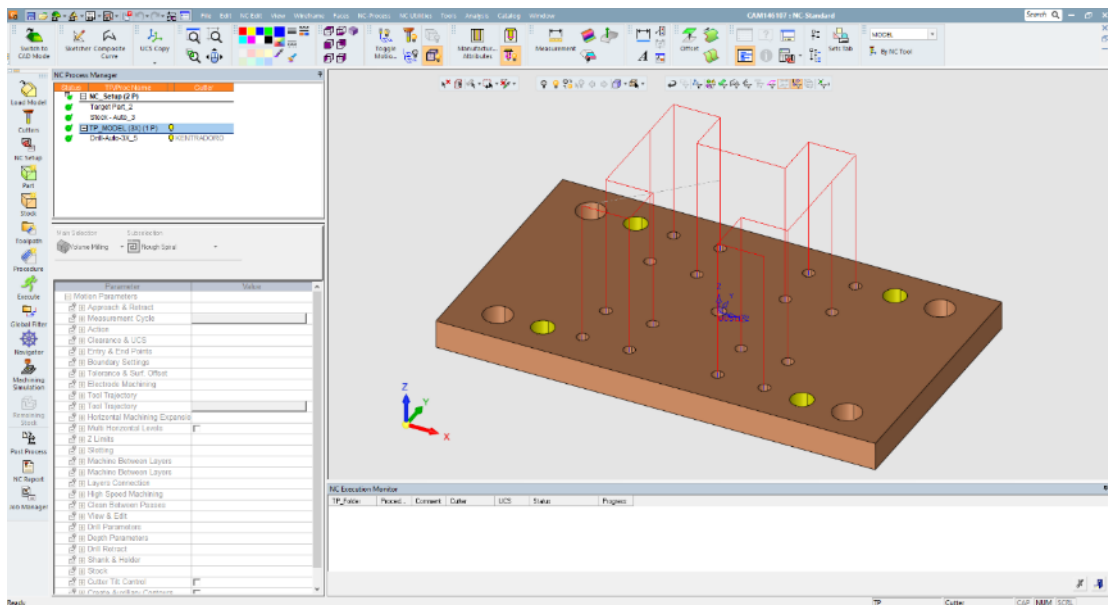 File Edit NC-Edit View Wireframe Faces NC-Process NC-Utilities Tools Analysis Catalog Window
CAM146107 : NC-Standard
Search
Switch to CAD Mode
Sketcher
Composite Curve
UCS Copy
Toggle Motio...
Manufactur... Attributes
Measurement
Offset
Sets Tab
MODEL
By NC Tool
Load Model
Cutters
NC Setup
Part
Stock
Toolpath
Procedure
Execute
Global Filter
Navigator
Machining Simulation
Remaining Stock
Post Process
NC Report
Job Manager
NC Process Manager
Status TP/Proc Name Cutter
NC_Setup (2 P)
Target Part_2
Stock - Auto_3
TP_MODEL (3X) (1 P)
Drill-Auto-3X_5 KENTRADORO
Main Selection Subselection
Volume Milling Rough Spiral
Parameter Value
Motion Parameters
Approach & Retract
Measurement Cycle
Action
Clearance & UCS
Entry & End Points
Boundary Settings
Tolerance & Surf. Offset
Electrode Machining
Tool Trajectory
Tool Trajectory
Horizontal Machining Expansio
Multi Horizontal Levels
Z Limits
Slotting
Machine Between Layers
Machine Between Layers
Layers Connection
High Speed Machining
Clean Between Passes
View & Edit
Drill Parameters
Depth Parameters
Drill Retract
Shank & Holder
Stock
Cutter Tilt Control
Create Auxiliary Contours
Z
Y
X
Z
Y
NC Execution Monitor
TP_Folder Proced... Comment Cutter UCS Status Progress
Ready
TP Cutter CAP NUM SCRL